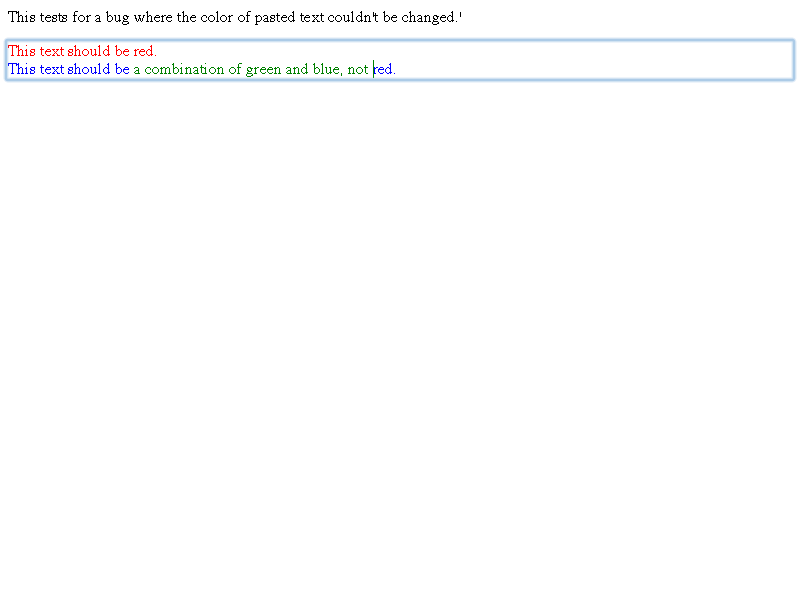 This tests for a bug where the color of pasted text couldn't be changed.'
This text should be red.
This text should be a combination of green and blue, not red.